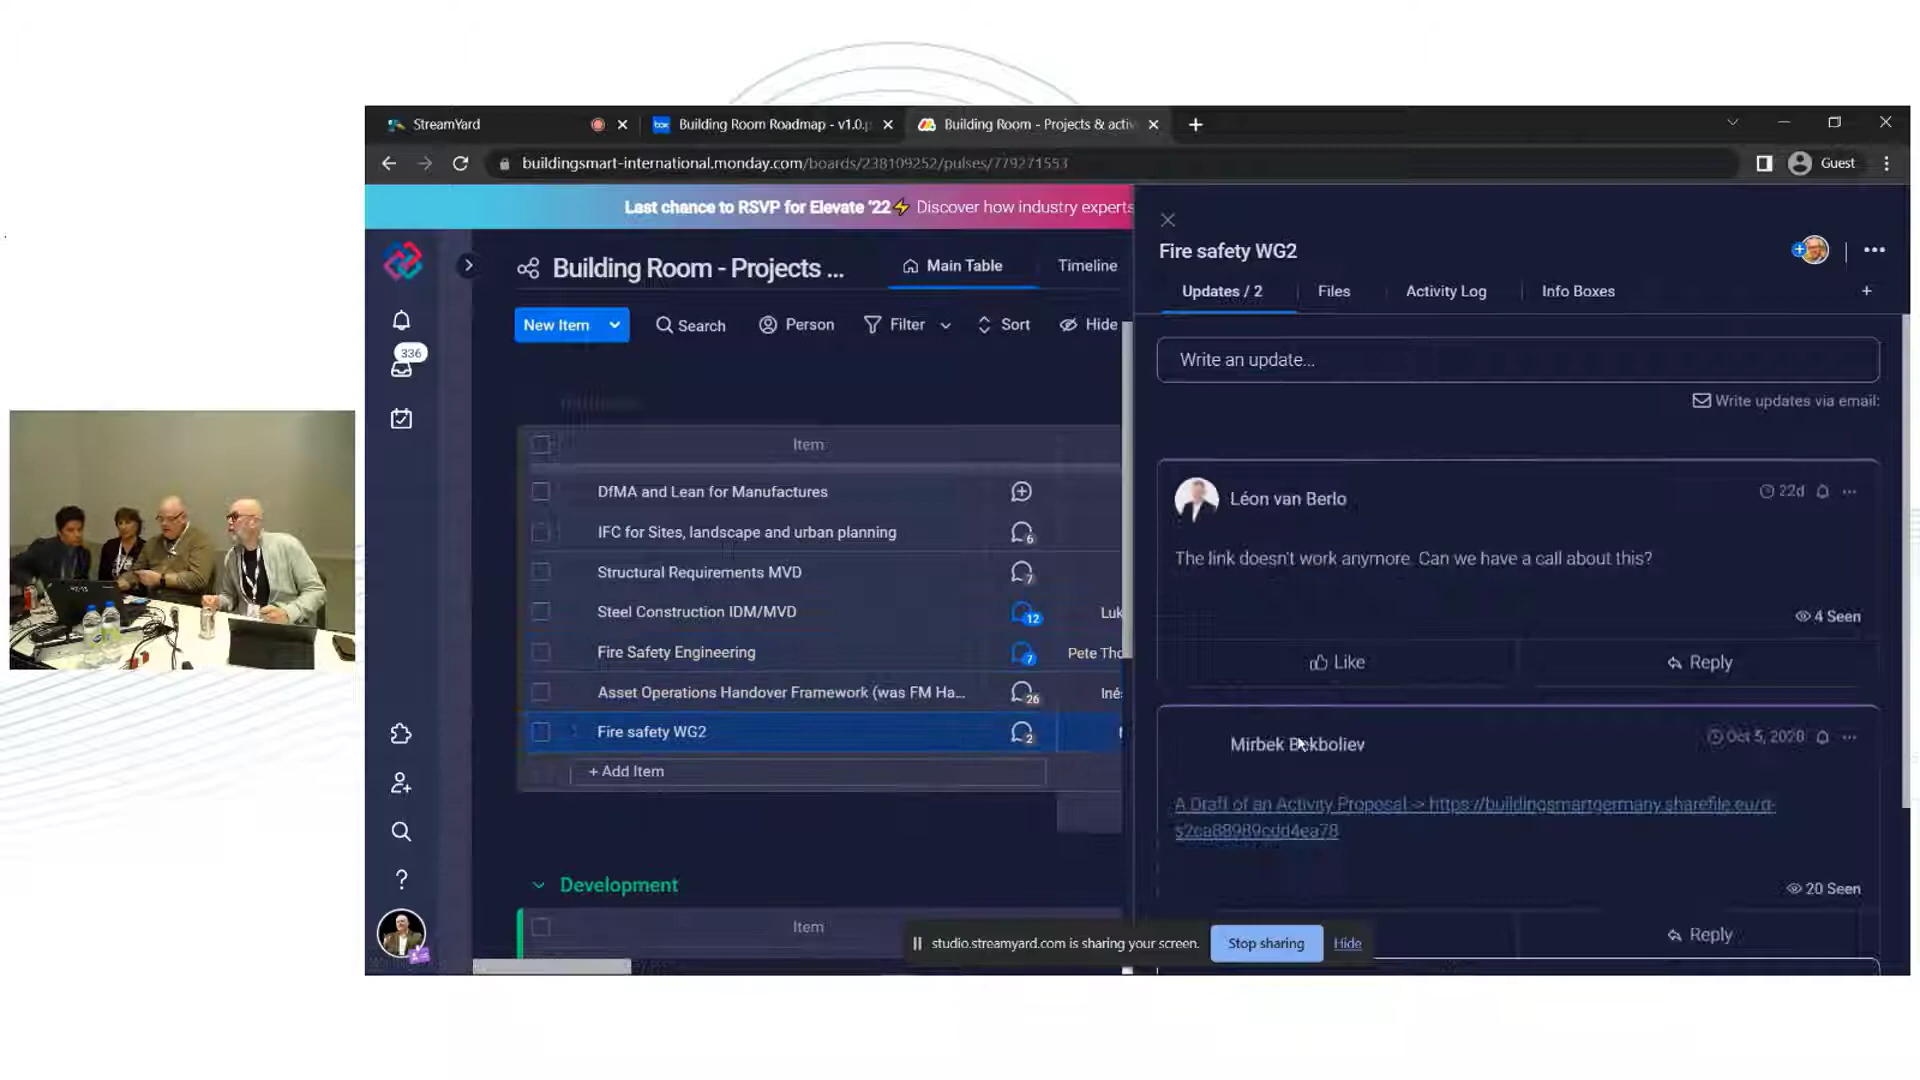 StreamYard
Building Room Roadmap - v1.0.p
Building Room - Projects & activ
buildingsmart-international.monday.com/boards/238109252/pulses/779271553
Guest
Last chance to RSVP for Elevate '22⚡ Discover how industry experts
Building Room - Projects ...
Main Table
Timeline
New Item
Search
Person
Filter
Sort
Hide
336
Item
DfMA and Lean for Manufactures
IFC for Sites, landscape and urban planning
6
Structural Requirements MVD
7
Steel Construction IDM/MVD
12
Luk
Fire Safety Engineering
7
Pete Tho
Asset Operations Handover Framework (was FM Ha...
26
Iné
Fire safety WG2
2
+ Add Item
Development
Item
Fire safety WG2
Updates / 2
Files
Activity Log
Info Boxes
Write an update...
Write updates via email:
Léon van Berlo
22d
The link doesn't work anymore. Can we have a call about this?
4 Seen
Like
Reply
Mirbek Bekboliev
Oct 5, 2020
A Draft of an Activity Proposal -> https://buildingsmartgermany.sharefile.eu/d-
s2ca88989cdd4ea78
20 Seen
Reply
studio.streamyard.com is sharing your screen.
Stop sharing
Hide